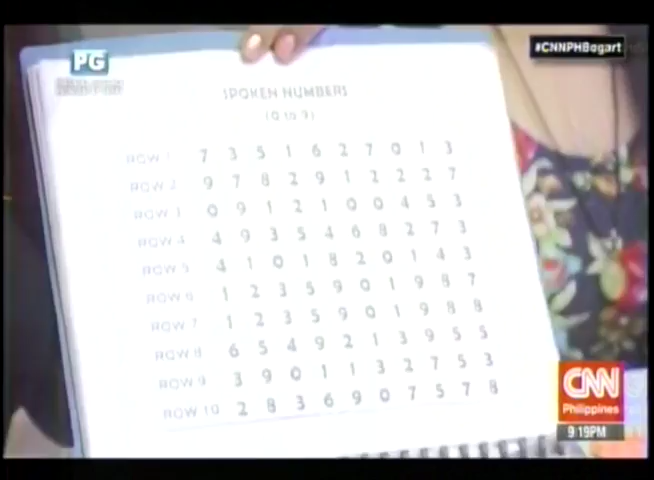 PG
#CNNPHBogart
SPOKEN NUMBERS
(0 to 9)
ROW 1 7 3 5 1 6 2 7 0 1 3
ROW 2 9 7 8 2 9 1 2 2 2 7
ROW 3 0 9 1 2 1 0 0 4 5 3
ROW 4 4 9 3 5 4 6 8 2 7 3
ROW 5 4 1 0 1 8 2 0 1 4 3
ROW 6 1 2 3 5 9 0 1 9 8 7
ROW 7 1 2 3 5 9 0 1 9 8 8
ROW 8 6 5 4 9 2 1 3 9 5 5
ROW 9 3 9 0 1 1 3 2 7 5 3
ROW 10 2 8 3 6 9 0 7 5 7 8
CNN
Philippines
9:19PM